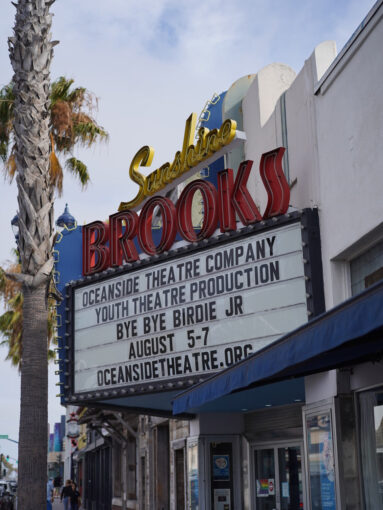 Sunshine
BROOKS
OCEANSIDE THEATRE COMPANY
YOUTH THEATRE PRODUCTION
BYE BYE BIRDIE JR
AUGUST 5-7
OCEANSIDETHEATRE.ORG